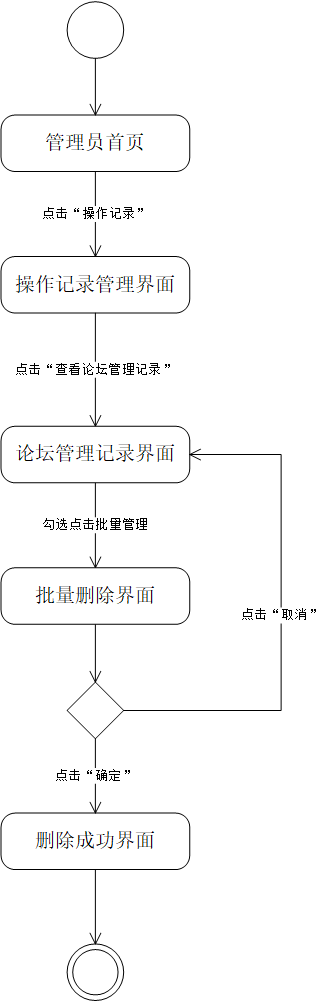 管理员首页
点击“操作记录”
操作记录管理界面
点击“查看论坛管理记录”
论坛管理记录界面
勾选点击批量管理
批量删除界面
点击“取消”
点击“确定”
删除成功界面